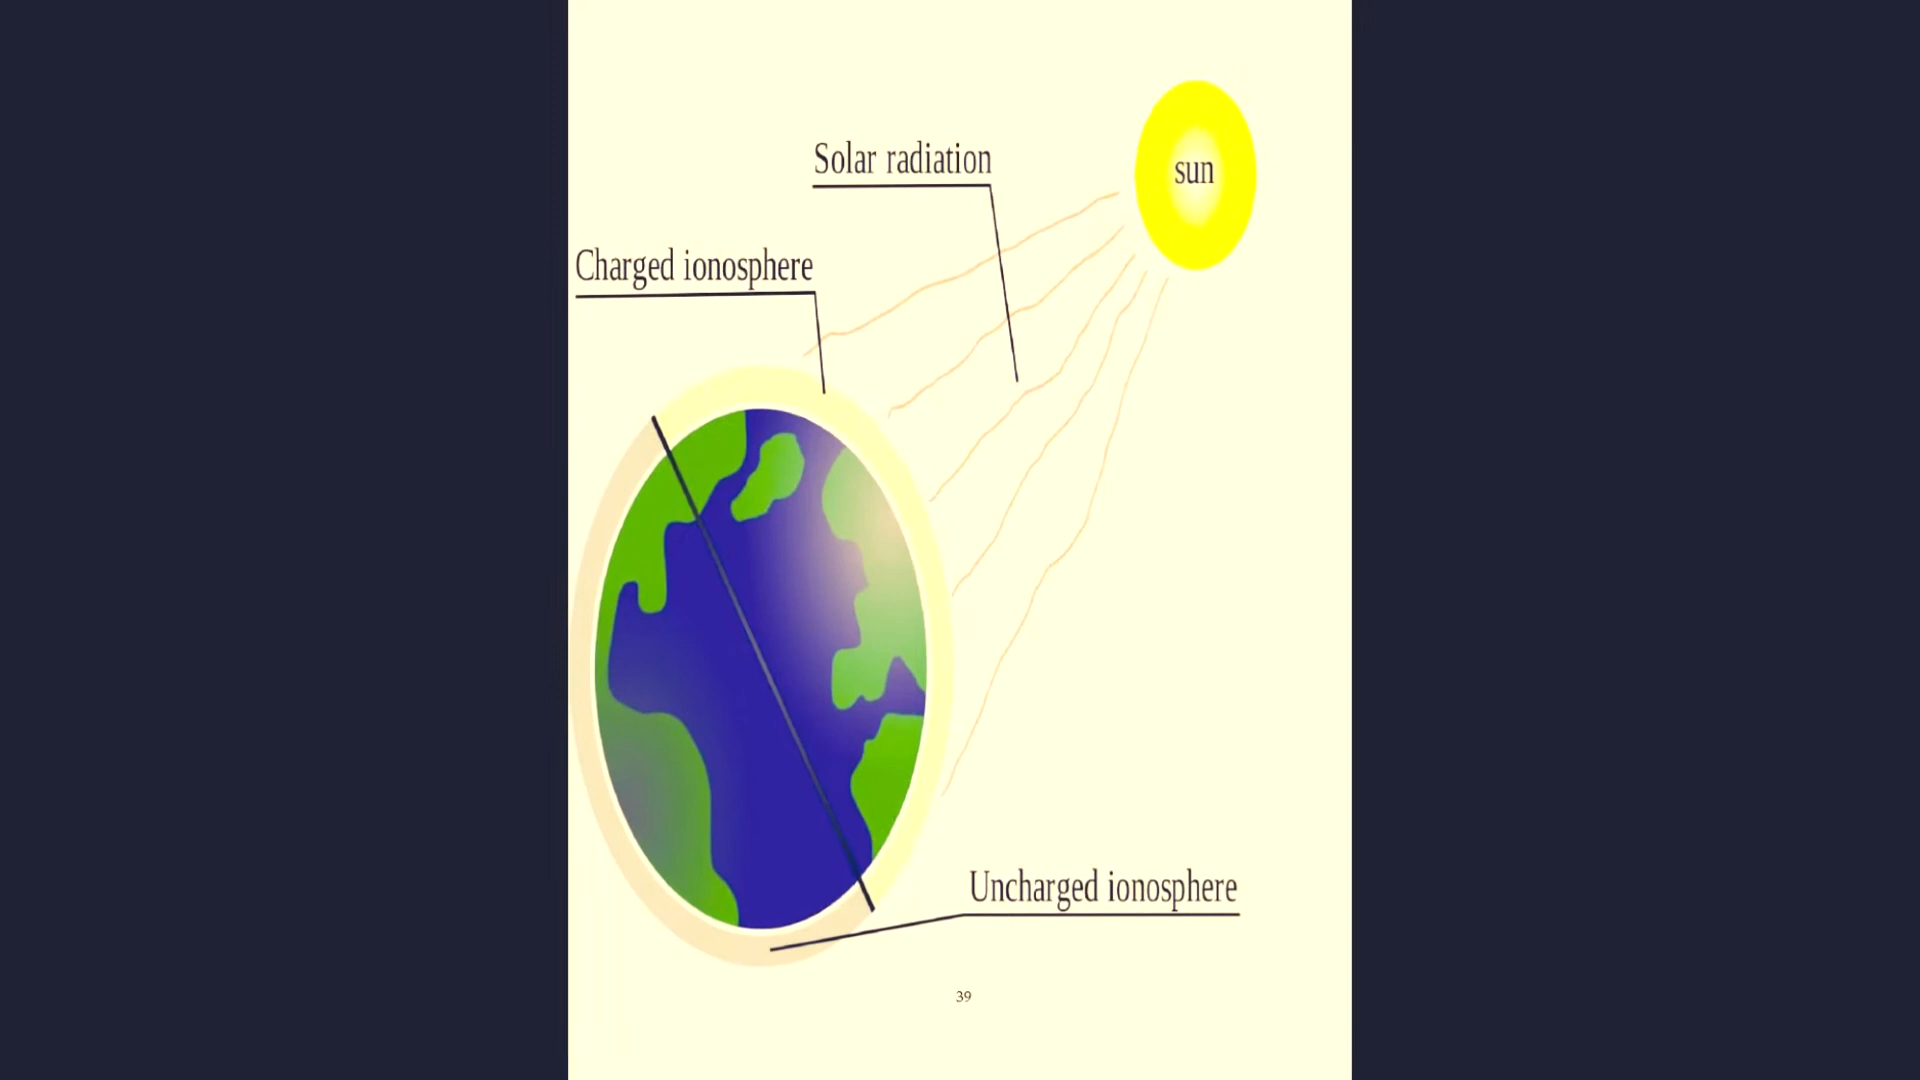 sun
Solar radiation
Charged ionosphere
Uncharged ionosphere
39